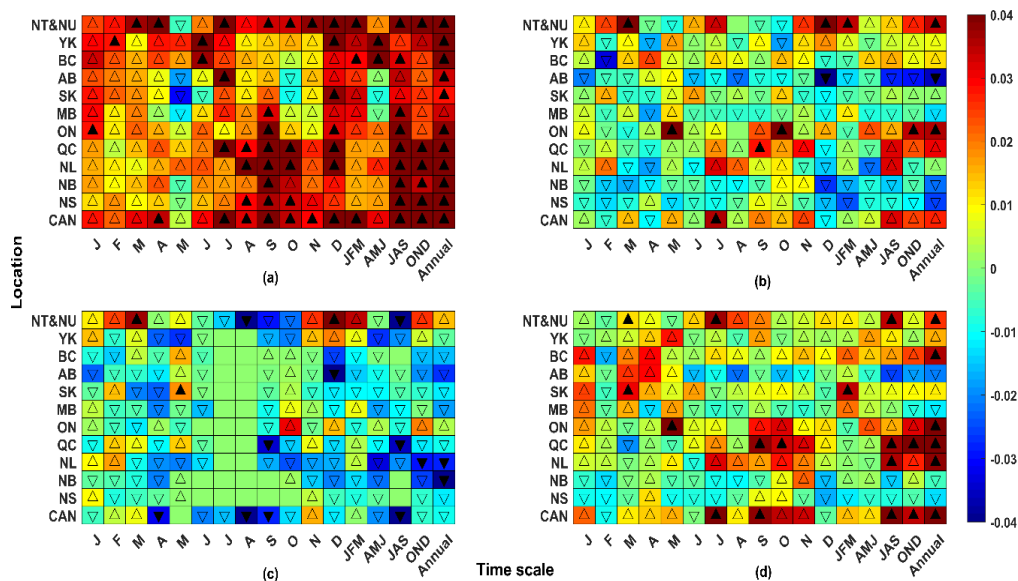 NT&NU
YK
BC
AB
SK
MB
ON
QC
NL
NB
NS
CAN
J F M A M J J A S O N D JFM AMJ JAS OND Annual
(a)
NT&NU
YK
BC
AB
SK
MB
ON
QC
NL
NB
NS
CAN
J F M A M J J A S O N D JFM AMJ JAS OND Annual
(b)
0.04
0.03
0.02
0.01
0
-0.01
-0.02
-0.03
-0.04
Location
NT&NU
YK
BC
AB
SK
MB
ON
QC
NL
NB
NS
CAN
J F M A M J J A S O N D JFM AMJ JAS OND Annual
(c)
NT&NU
YK
BC
AB
SK
MB
ON
QC
NL
NB
NS
CAN
J F M A M J J A S O N D JFM AMJ JAS OND Annual
(d)
Time scale